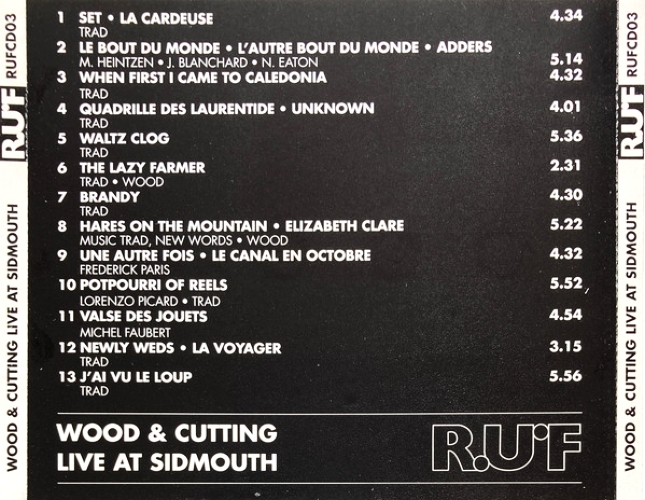 1 SET • LA CARDEUSE 4.34
TRAD
2 LE BOUT DU MONDE • L'AUTRE BOUT DU MONDE • ADDERS
M. HEINTZEN • J. BLANCHARD • N. EATON 5.14
3 WHEN FIRST I CAME TO CALEDONIA 4.32
TRAD
4 QUADRILLE DES LAURENTIDE • UNKNOWN 4.01
TRAD
5 WALTZ CLOG 5.36
TRAD
6 THE LAZY FARMER 2.31
TRAD • WOOD
7 BRANDY 4.30
TRAD
8 HARES ON THE MOUNTAIN • ELIZABETH CLARE 5.22
MUSIC TRAD, NEW WORDS • WOOD
9 UNE AUTRE FOIS • LE CANAL EN OCTOBRE 4.32
FREDERICK PARIS
10 POTPOURRI OF REELS 5.52
LORENZO PICARD • TRAD
11 VALSE DES JOUETS 4.54
MICHEL FAUBERT
12 NEWLY WEDS • LA VOYAGER 3.15
TRAD
13 J'AI VU LE LOUP 5.56
TRAD
WOOD & CUTTING
LIVE AT SIDMOUTH
R.U.F
WOOD & CUTTING LIVE AT SIDMOUTH R.U.F RUFCD03
WOOD & CUTTING LIVE AT SIDMOUTH R.U.F RUFCD03